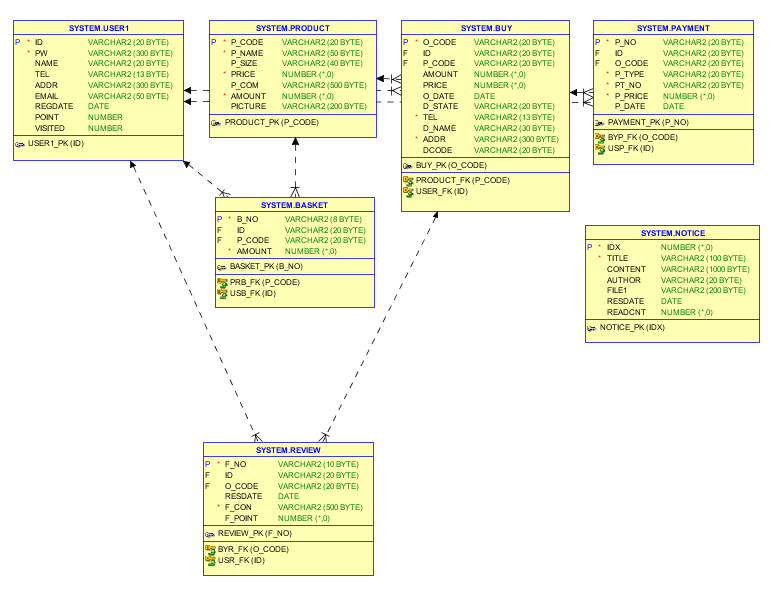 SYSTEM.USER1
P * ID VARCHAR2 (20 BYTE)
* PW VARCHAR2 (300 BYTE)
NAME VARCHAR2 (20 BYTE)
TEL VARCHAR2 (13 BYTE)
ADDR VARCHAR2 (300 BYTE)
EMAIL VARCHAR2 (50 BYTE)
REGDATE DATE
POINT NUMBER
VISITED NUMBER
USER1_PK (ID)
SYSTEM.PRODUCT
P * P_CODE VARCHAR2 (20 BYTE)
* P_NAME VARCHAR2 (50 BYTE)
P_SIZE VARCHAR2 (40 BYTE)
* PRICE NUMBER (*,0)
P_COM VARCHAR2 (500 BYTE)
* AMOUNT NUMBER (*,0)
PICTURE VARCHAR2 (200 BYTE)
PRODUCT_PK (P_CODE)
SYSTEM.BUY
P * O_CODE VARCHAR2 (20 BYTE)
F ID VARCHAR2 (20 BYTE)
F P_CODE VARCHAR2 (20 BYTE)
AMOUNT NUMBER (*,0)
PRICE NUMBER (*,0)
O_DATE DATE
D_STATE VARCHAR2 (20 BYTE)
* TEL VARCHAR2 (13 BYTE)
D_NAME VARCHAR2 (30 BYTE)
* ADDR VARCHAR2 (300 BYTE)
DCODE VARCHAR2 (20 BYTE)
BUY_PK (O_CODE)
PRODUCT_FK (P_CODE)
USER_FK (ID)
SYSTEM.PAYMENT
P * P_NO VARCHAR2 (20 BYTE)
F ID VARCHAR2 (20 BYTE)
F O_CODE VARCHAR2 (20 BYTE)
* P_TYPE VARCHAR2 (20 BYTE)
* PT_NO VARCHAR2 (20 BYTE)
* P_PRICE NUMBER (*,0)
P_DATE DATE
PAYMENT_PK (P_NO)
BYP_FK (O_CODE)
USP_FK (ID)
SYSTEM.BASKET
P * B_NO VARCHAR2 (8 BYTE)
F ID VARCHAR2 (20 BYTE)
F P_CODE VARCHAR2 (20 BYTE)
* AMOUNT NUMBER (*,0)
BASKET_PK (B_NO)
PRB_FK (P_CODE)
USB_FK (ID)
SYSTEM.NOTICE
P * IDX NUMBER (*,0)
* TITLE VARCHAR2 (100 BYTE)
CONTENT VARCHAR2 (1000 BYTE)
AUTHOR VARCHAR2 (20 BYTE)
FILE1 VARCHAR2 (200 BYTE)
RESDATE DATE
READCNT NUMBER (*,0)
NOTICE_PK (IDX)
SYSTEM.REVIEW
P * F_NO VARCHAR2 (10 BYTE)
F ID VARCHAR2 (20 BYTE)
F O_CODE VARCHAR2 (20 BYTE)
RESDATE DATE
* F_CON VARCHAR2 (500 BYTE)
F_POINT NUMBER (*,0)
REVIEW_PK (F_NO)
BYR_FK (O_CODE)
USR_FK (ID)